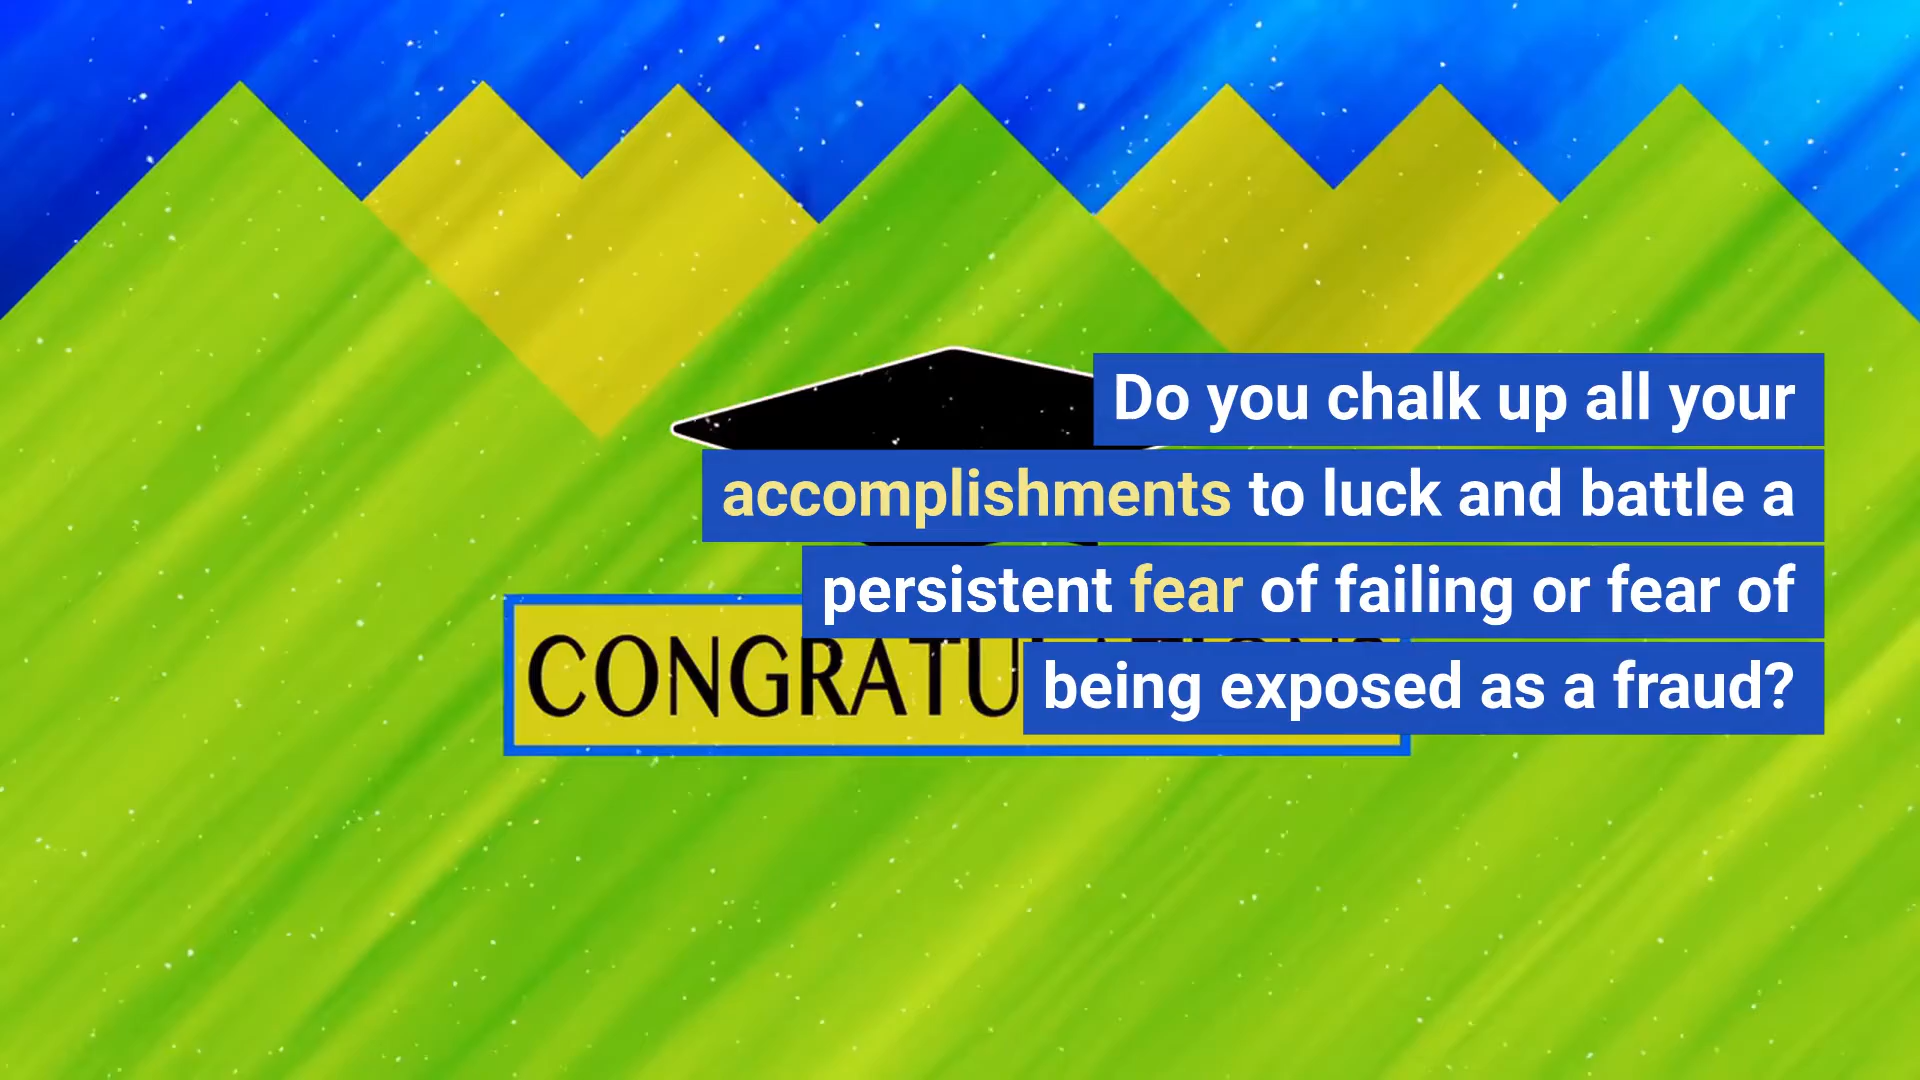 Do you chalk up all your
accomplishments to luck and battle a
persistent fear of failing or fear of
being exposed as a fraud?
CONGRATU